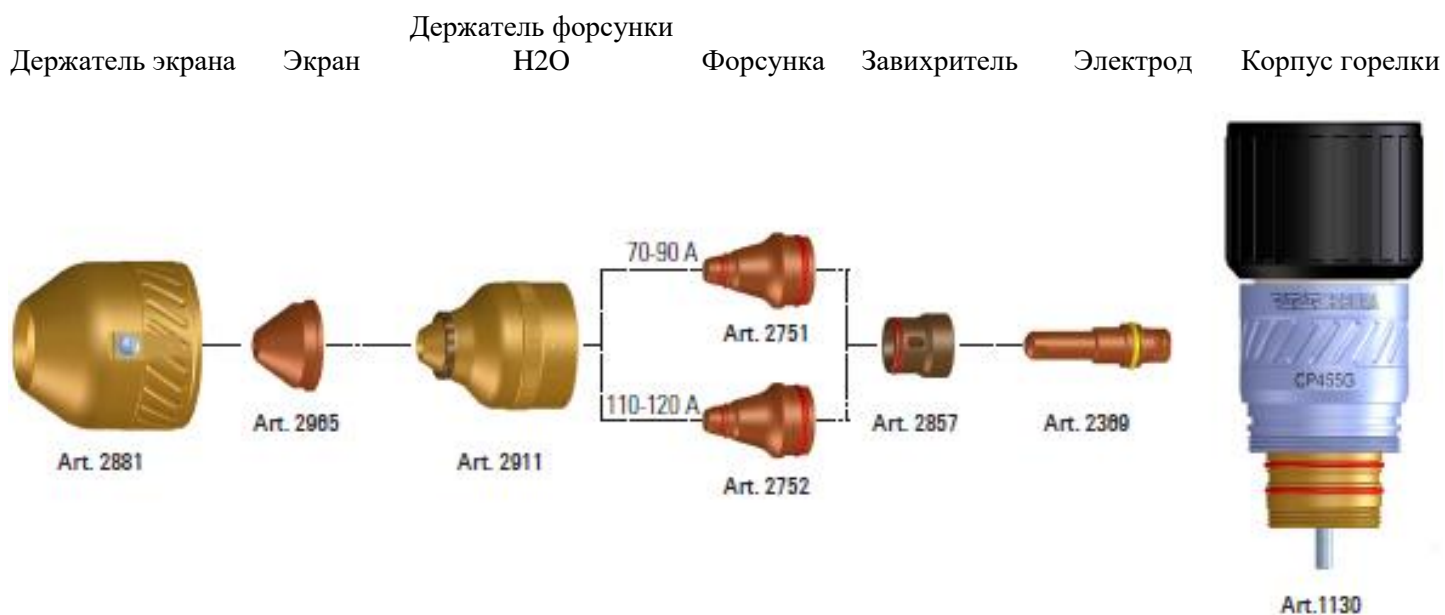 Держатель форсунки
Держатель экрана Экран H2O Форсунка Завихритель Электрод Корпус горелки
70-90 A
Art. 2751
CP455G
110-120 A
Art. 2965
Art. 2857
Art. 2369
Art. 2881
Art. 2911
Art. 2752
Art.1130